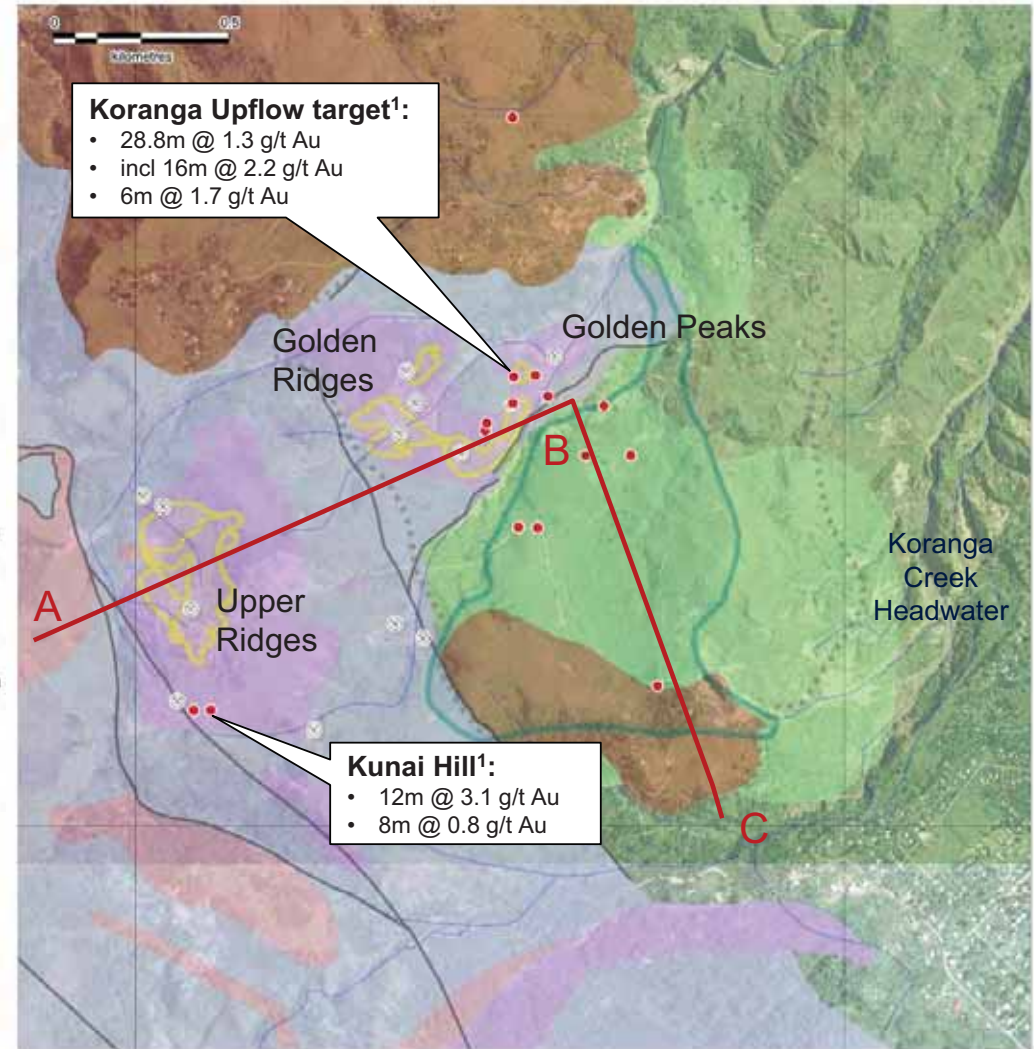 0 0.5
kilometres
Koranga Upflow target¹:
• 28.8m @ 1.3 g/t Au
• incl 16m @ 2.2 g/t Au
• 6m @ 1.7 g/t Au
Golden Peaks
Golden
Ridges
B
Koranga
Creek
Headwater
A
Upper
Ridges
Kunai Hill¹:
• 12m @ 3.1 g/t Au
• 8m @ 0.8 g/t Au
C